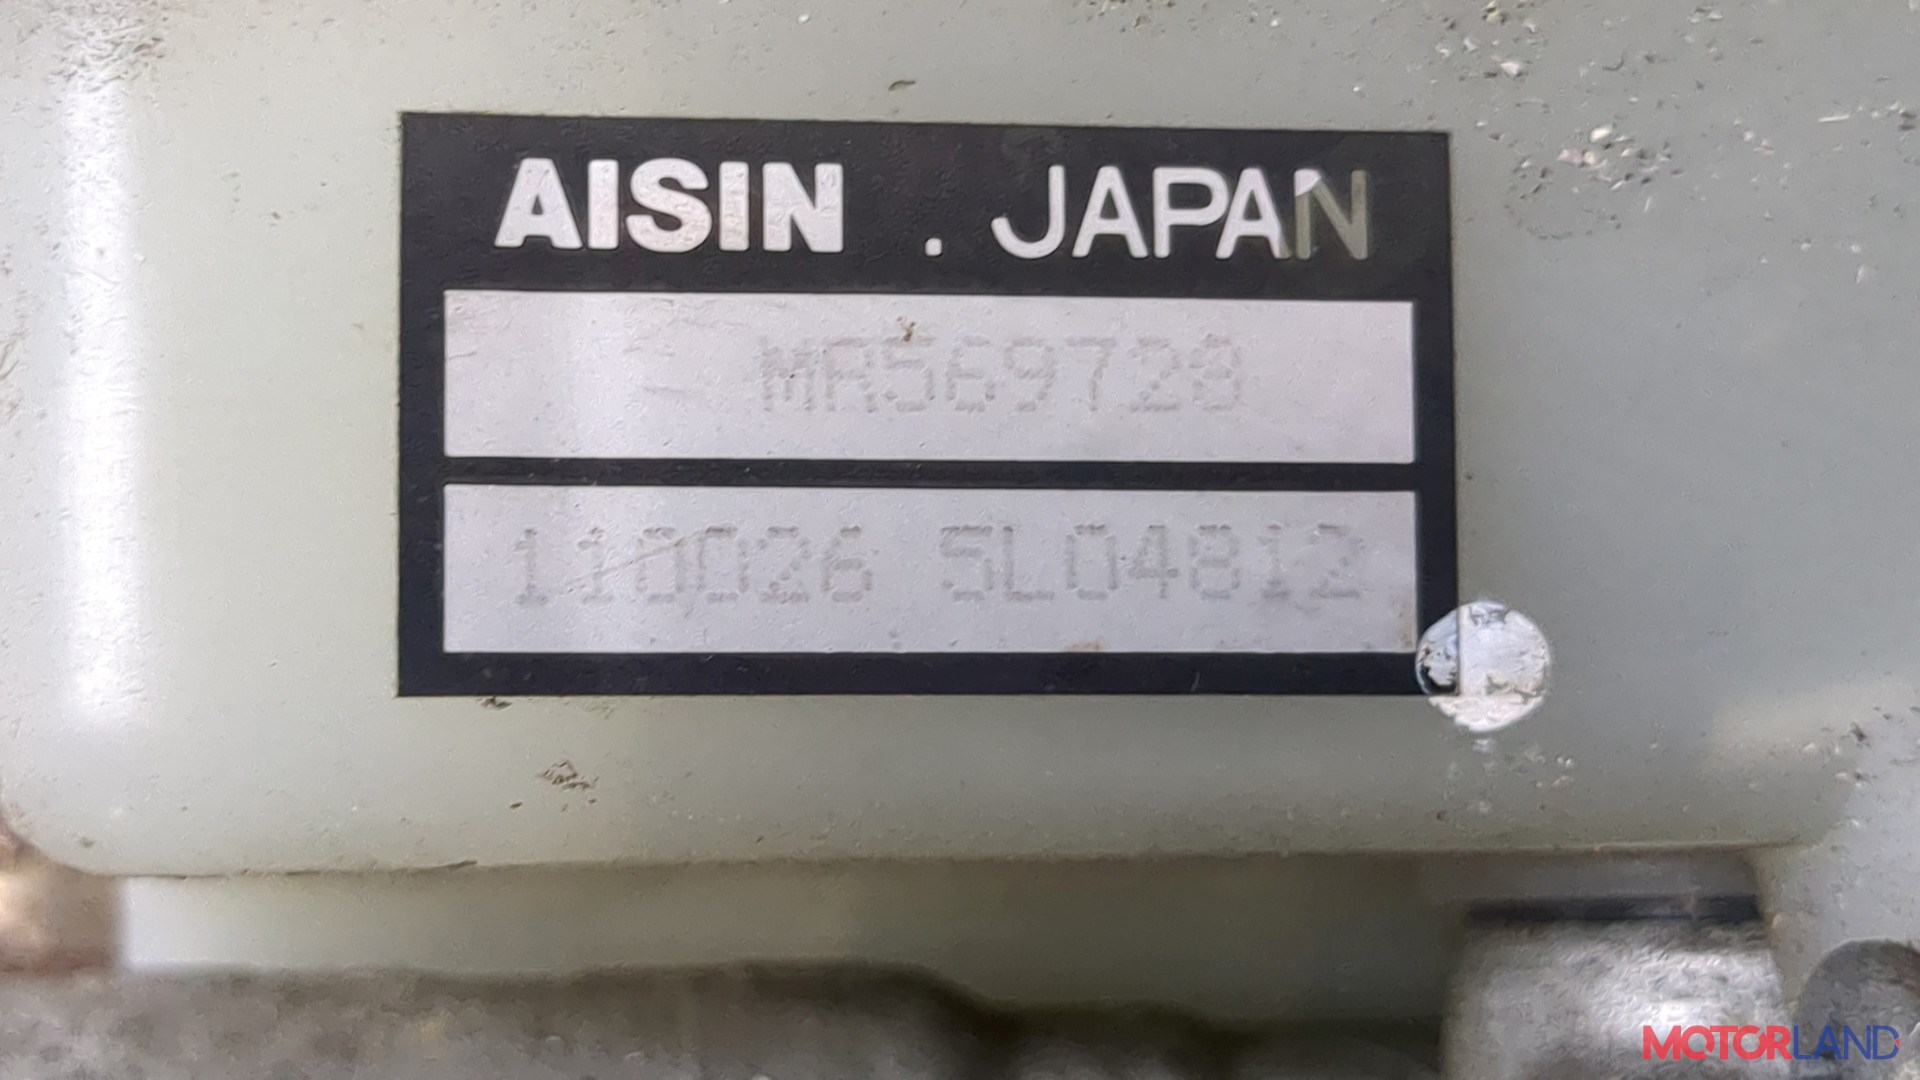 AISIN . JAPAN
MR569728
110026 5L04812
MOTORLAND